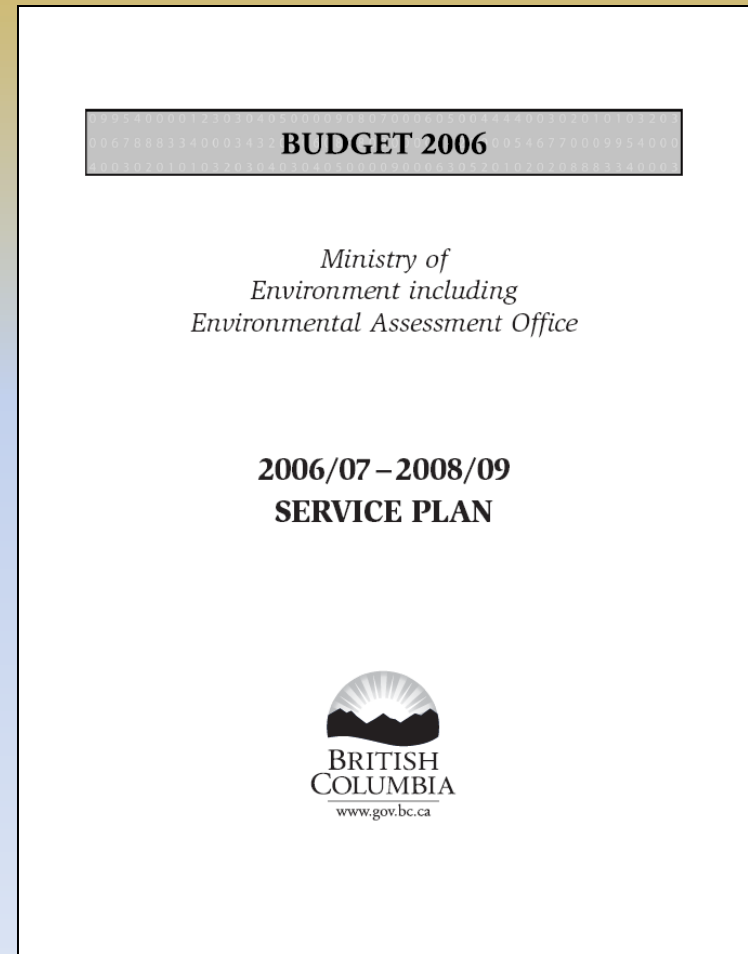 09954000012303040500009080700060500444400302010103203
BUDGET 2006
Ministry of
Environment including
Environmental Assessment Office
2006/07 – 2008/09
SERVICE PLAN
BRITISH
COLUMBIA
www.gov.bc.ca